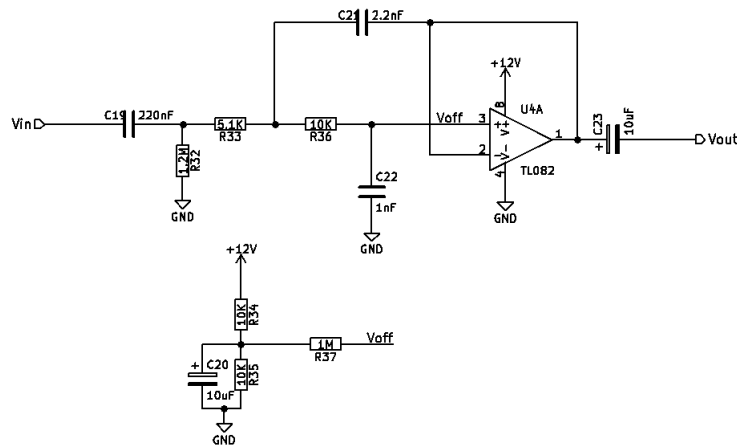 C21 2.2nF
+12V
C19 220nF
Vin
5.1K
R33
10K
R36
Voff
3
2
8
4
1
+
V+
-
V-
U4A
TL082
C23
10uF
+
Vout
1.2M
R32
GND
C22
1nF
GND
GND
+12V
10K
R34
Voff
1M
R37
+
C20
10uF
10K
R35
GND